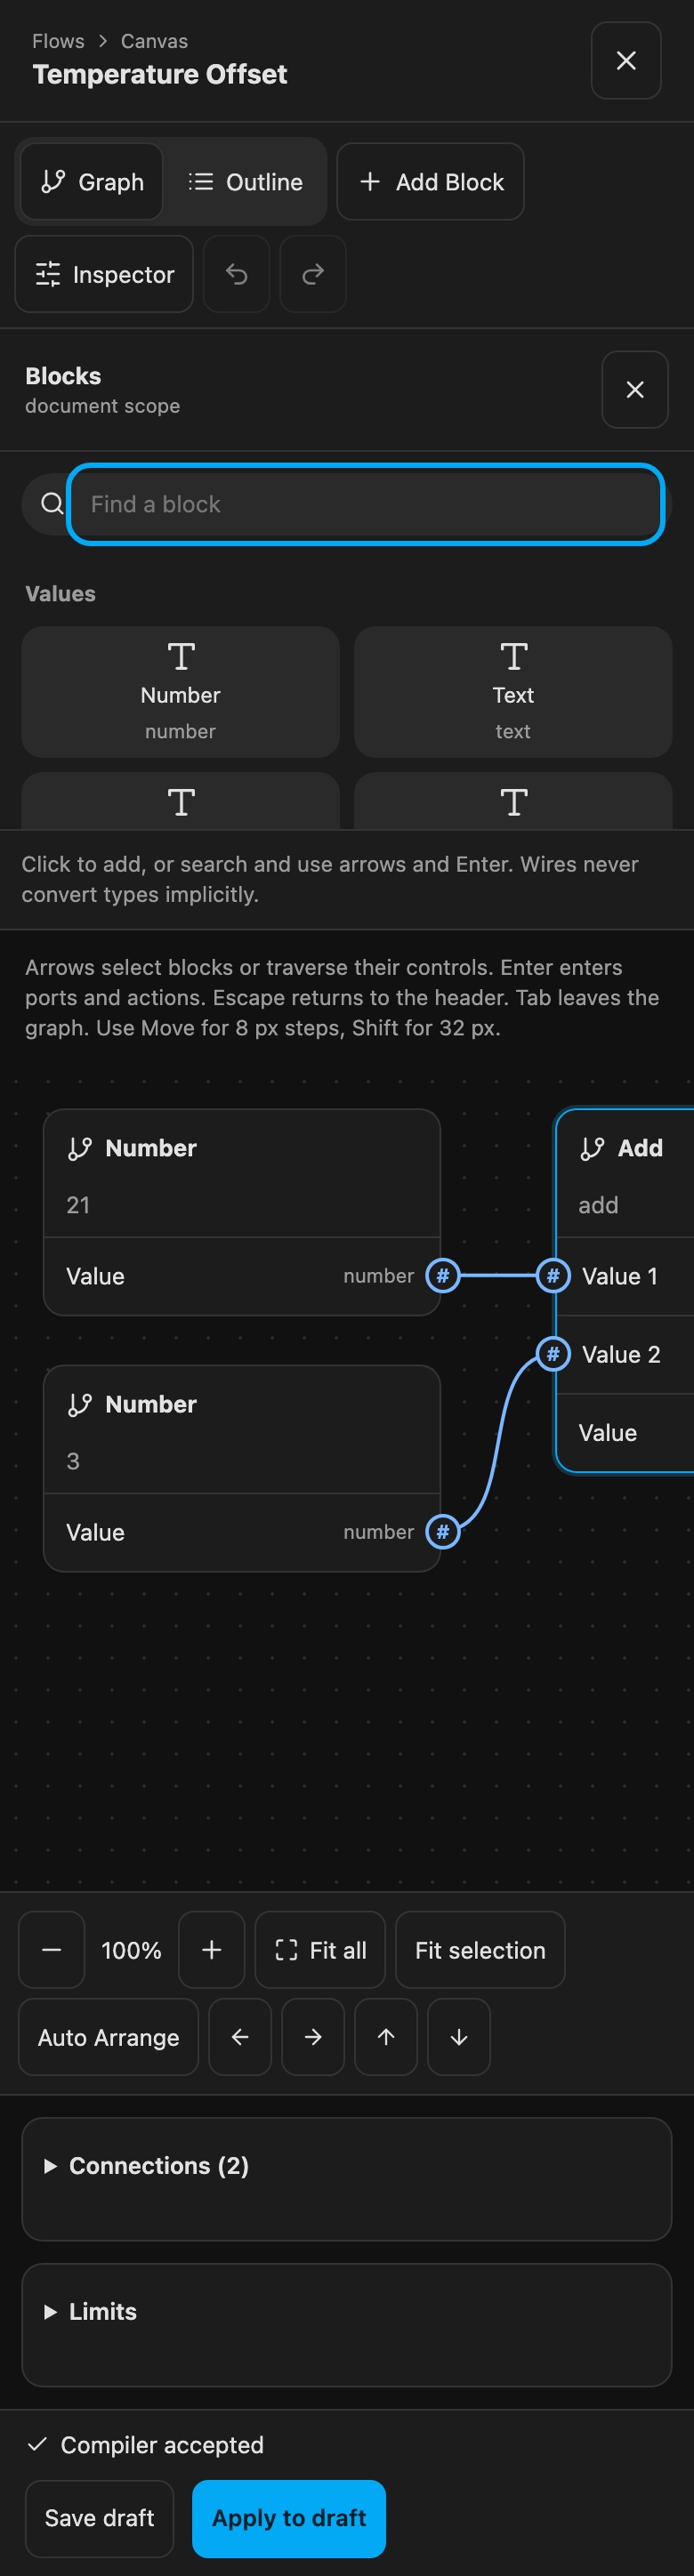 Flows > Canvas
Temperature Offset
Graph
Outline
+ Add Block
Inspector
Blocks
document scope
Find a block
Values
Number
number
Text
text
Click to add, or search and use arrows and Enter. Wires never
convert types implicitly.
Arrows select blocks or traverse their controls. Enter enters
ports and actions. Escape returns to the header. Tab leaves the
graph. Use Move for 8 px steps, Shift for 32 px.
Number
21
Value number #
Add
add
# Value 1
# Value 2
Value
Number
3
Value number #
− 100% + Fit all Fit selection
Auto Arrange ← → ↑ ↓
Connections (2)
Limits
Compiler accepted
Save draft
Apply to draft